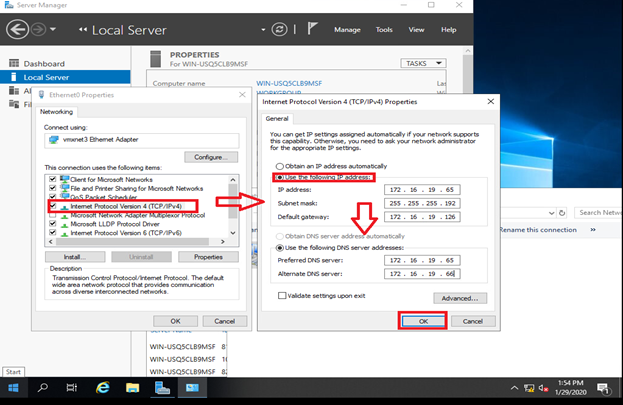 Server Manager
Local Server
Manage Tools View Help
Dashboard
Local Server
PROPERTIES
For WIN-USQ5CLB9MSF
TASKS
Computer name
WIN-USQ5CLB9MSF
Ethernet0 Properties
Networking
Connect using:
vmxnet3 Ethernet Adapter
Configure...
This connection uses the following items:
Client for Microsoft Networks
File and Printer Sharing for Microsoft Networks
QoS Packet Scheduler
Internet Protocol Version 4 (TCP/IPv4)
Microsoft Network Adapter Multiplexor Protocol
Microsoft LLDP Protocol Driver
Internet Protocol Version 6 (TCP/IPv6)
Install...
Uninstall
Properties
Description
Transmission Control Protocol/Internet Protocol. The default
wide area network protocol that provides communication
across diverse interconnected networks.
OK
Cancel
Internet Protocol Version 4 (TCP/IPv4) Properties
General
You can get IP settings assigned automatically if your network supports
this capability. Otherwise, you need to ask your network administrator
for the appropriate IP settings.
Obtain an IP address automatically
Use the following IP address:
IP address: 172 . 16 . 19 . 65
Subnet mask: 255 . 255 . 255 . 192
Default gateway: 172 . 16 . 19 . 126
Obtain DNS server address automatically
Use the following DNS server addresses:
Preferred DNS server: 172 . 16 . 19 . 65
Alternate DNS server: 172 . 16 . 19 . 66
Validate settings upon exit
Advanced...
OK
Cancel
Search Netw
Rename this connection »
WIN-USQ5CLB9MSF
WIN-USQ5CLB9MSF
WIN-USQ5CLB9MSF
Start
1:54 PM
1/29/2020